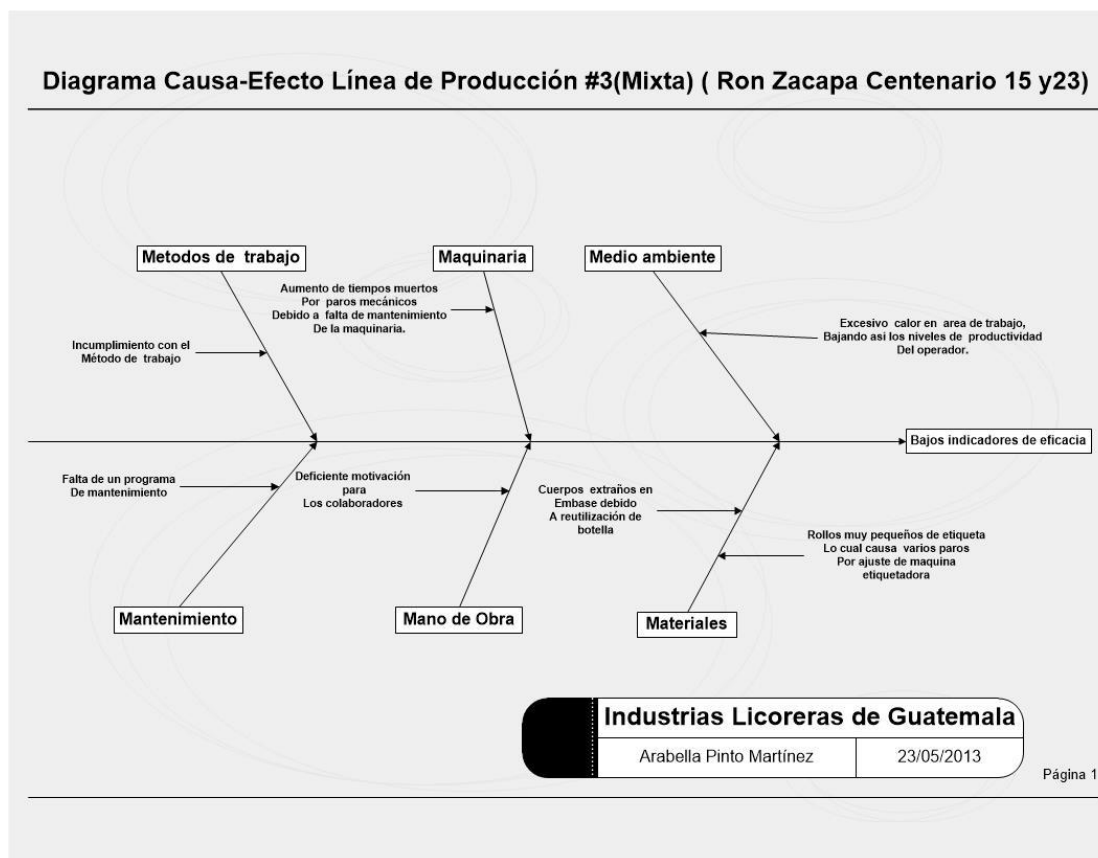 Diagrama Causa-Efecto Línea de Producción #3(Mixta) ( Ron Zacapa Centenario 15 y23)
Metodos de trabajo
Maquinaria
Medio ambiente
Aumento de tiempos muertos
Por paros mecánicos
Debido a falta de mantenimiento
De la maquinaria.
Excesivo calor en area de trabajo,
Bajando asi los niveles de productividad
Del operador.
Incumplimiento con el
Método de trabajo
Bajos indicadores de eficacia
Falta de un programa
De mantenimiento
Deficiente motivación
para
Los colaboradores
Cuerpos extraños en
Embase debido
A reutilización de
botella
Rollos muy pequeños de etiqueta
Lo cual causa varios paros
Por ajuste de maquina
etiquetadora
Mantenimiento
Mano de Obra
Materiales
Industrias Licoreras de Guatemala
Arabella Pinto Martínez
23/05/2013
Página 1